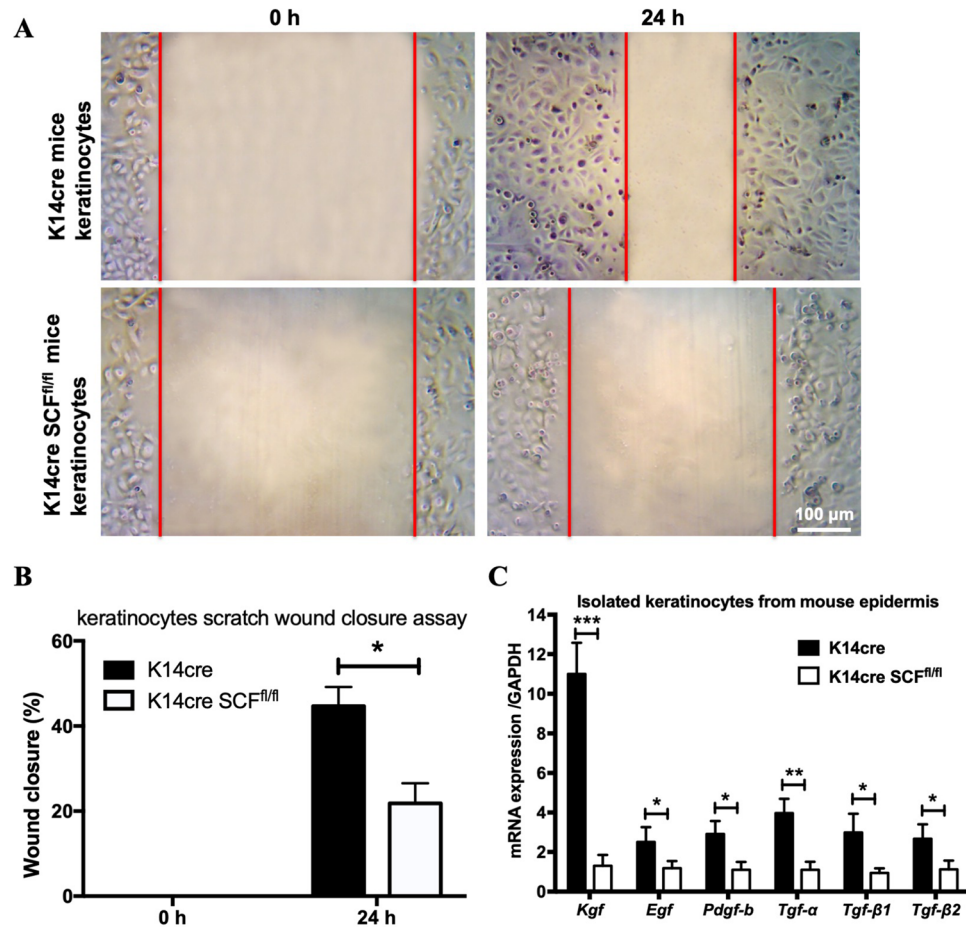 A
0 h
24 h
K14cre mice
keratinocytes
K14cre SCFfl/fl mice
keratinocytes
100 µm
B
keratinocytes scratch wound closure assay
Wound closure (%)
60
40
20
0
*
K14cre
K14cre SCFfl/fl
0 h
24 h
C
Isolated keratinocytes from mouse epidermis
mRNA expression /GAPDH
14
12
10
8
6
4
2
0
***
*
*
**
*
*
K14cre
K14cre SCFfl/fl
Kgf
Egf
Pdgf-b
Tgf-α
Tgf-β1
Tgf-β2